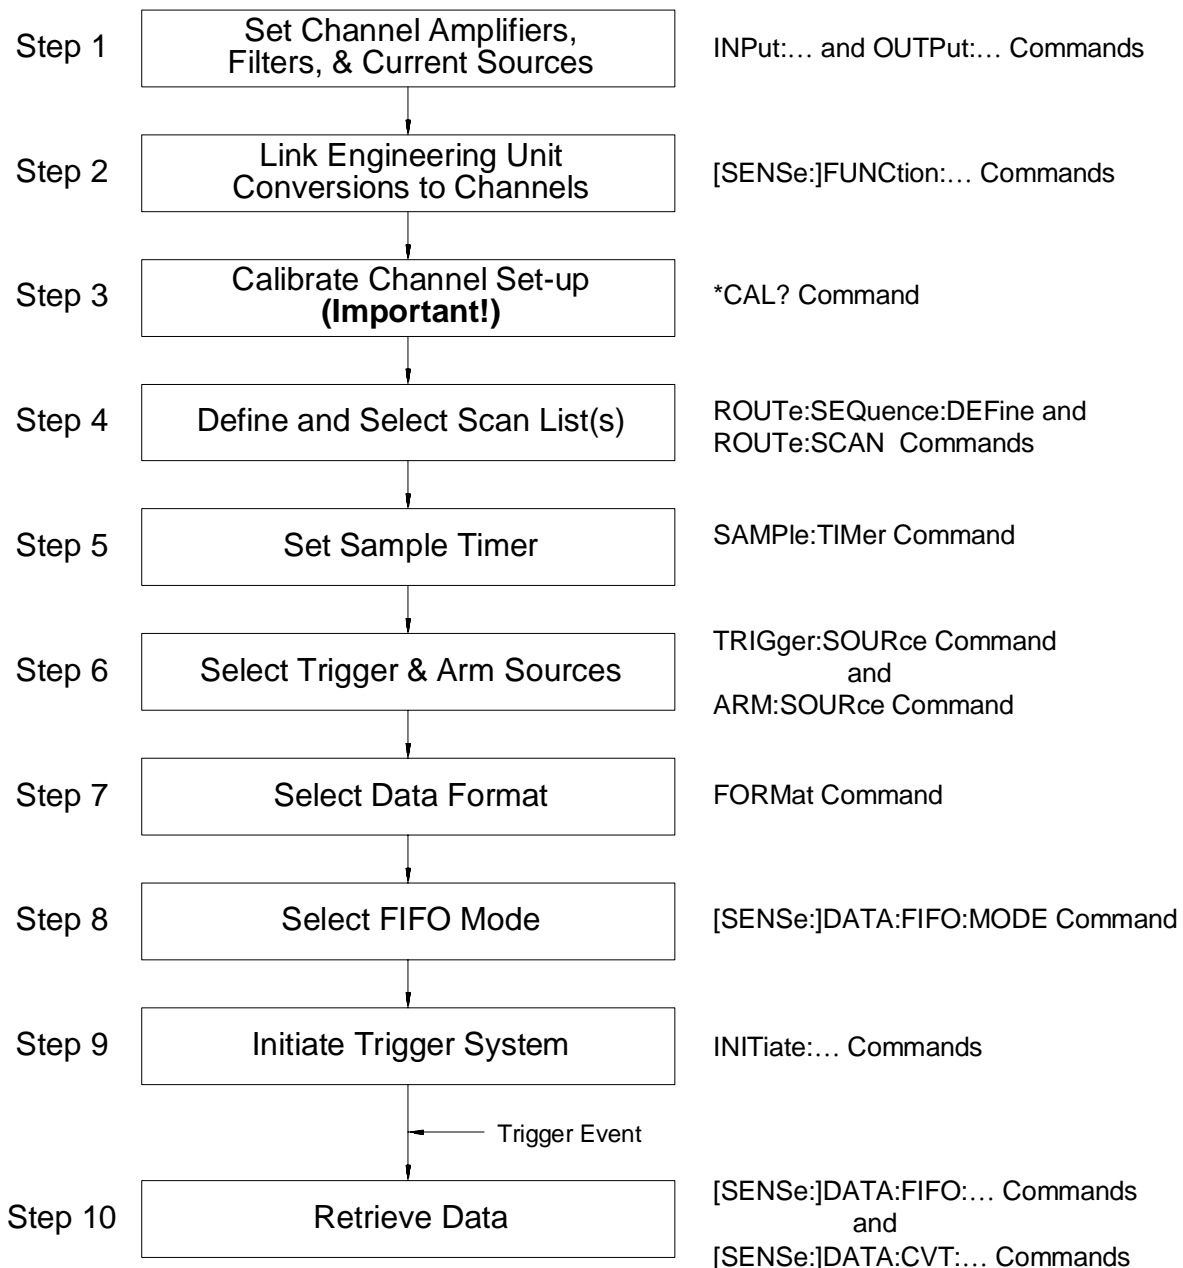 Step 1
Set Channel Amplifiers,
Filters, & Current Sources
INPut:… and OUTPut:… Commands
Step 2
Link Engineering Unit
Conversions to Channels
[SENSe:]FUNCtion:… Commands
Step 3
Calibrate Channel Set-up
(Important!)
*CAL? Command
Step 4
Define and Select Scan List(s)
ROUTe:SEQuence:DEFine and
ROUTe:SCAN Commands
Step 5
Set Sample Timer
SAMPle:TIMer Command
Step 6
Select Trigger & Arm Sources
TRIGger:SOURce Command
and
ARM:SOURce Command
Step 7
Select Data Format
FORMat Command
Step 8
Select FIFO Mode
[SENSe:]DATA:FIFO:MODE Command
Step 9
Initiate Trigger System
INITiate:… Commands
Trigger Event
Step 10
Retrieve Data
[SENSe:]DATA:FIFO:… Commands
and
[SENSe:]DATA:CVT:… Commands